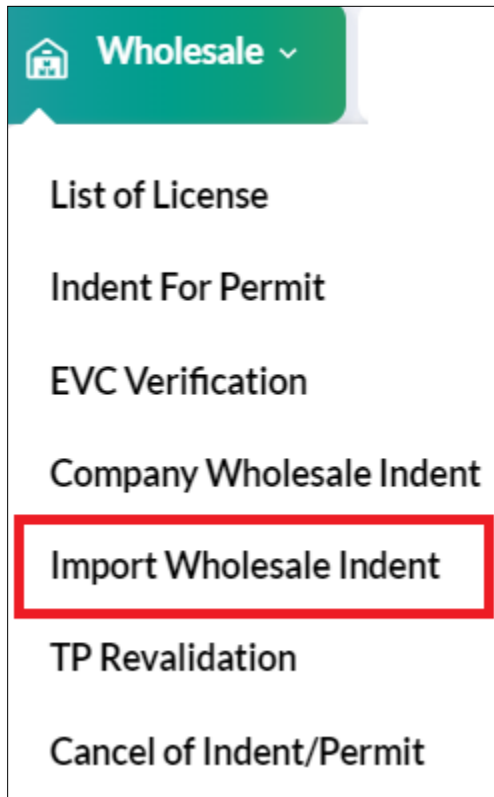 Wholesale
List of License
Indent For Permit
EVC Verification
Company Wholesale Indent
Import Wholesale Indent
TP Revalidation
Cancel of Indent/Permit